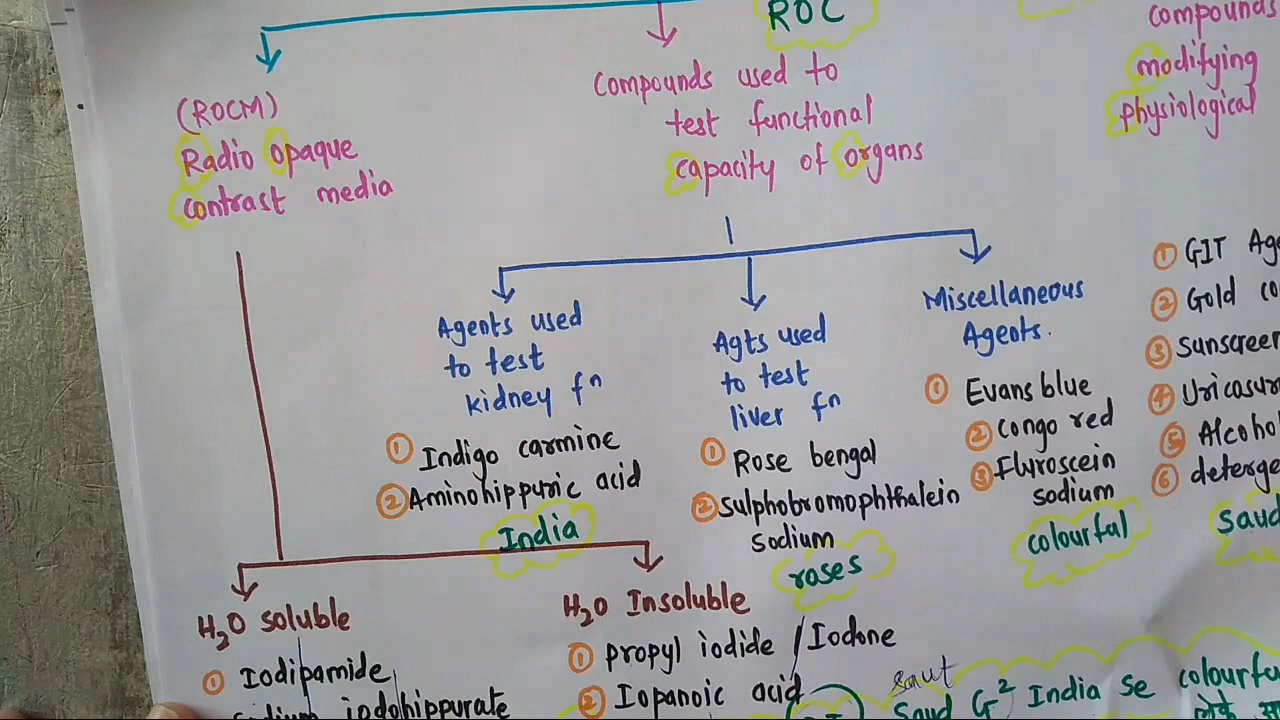 ROC
(ROCM)
Radio opaque
contrast media
Compounds used to
test functional
capacity of organs
compounds
modifying
physiological
Agents used
to test
kidney fn
① Indigo carmine
② Aminohippuric acid
India
Agts used
to test
liver fn
① Rose bengal
② sulphobromophthalein
sodium
roses
Miscellaneous
Agents.
① Evans blue
② congo red
③ Fluroscein
sodium
colourful
① GIT
② Gold
③ sunscreen
④
⑤
⑥
H2O soluble
① Iodipamide
iodohippurate
H2O Insoluble
① propyl iodide / Iodone
② Iopanoic acid
Saud G2 India se